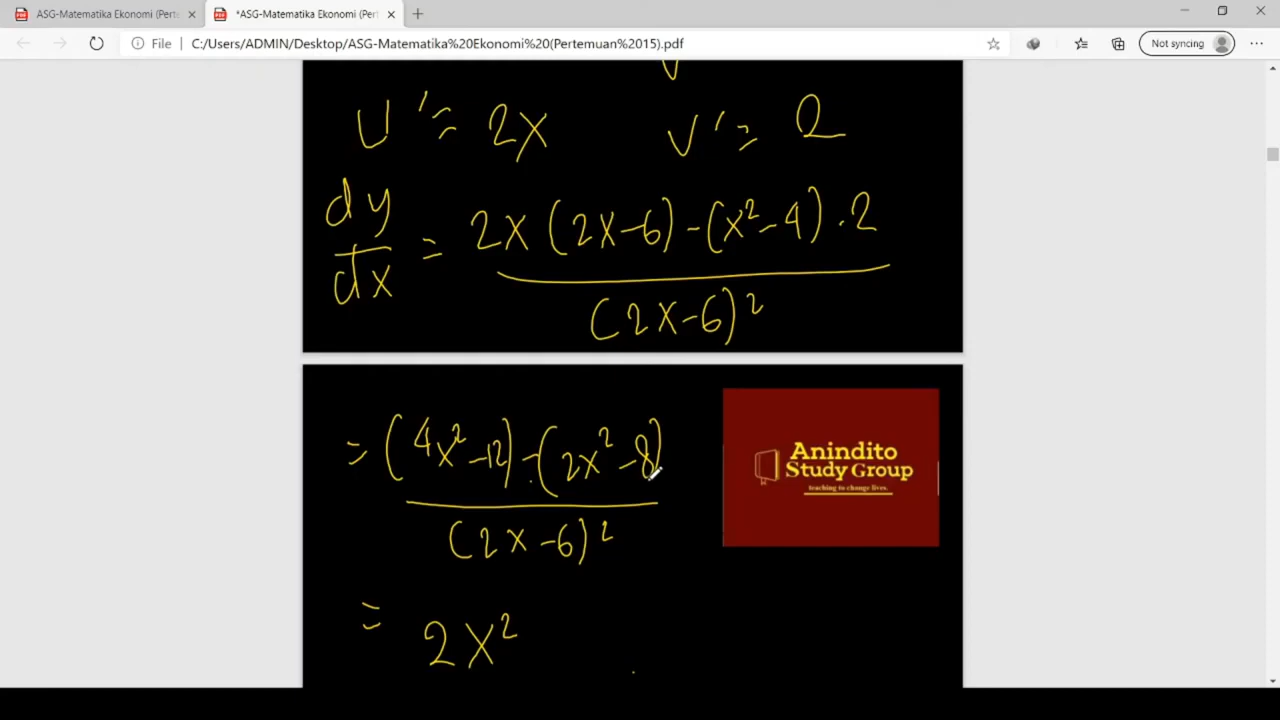 ASG-Matematika Ekonomi (Perte
*ASG-Matematika Ekonomi (Pert
File
C:/Users/ADMIN/Desktop/ASG-Matematika%20Ekonomi%20(Pertemuan%2015).pdf
Not syncing
V
U' = 2x V' = 2
dy/dx = 2x(2x-6)-(x²-4).2
(2x-6)²
= (4x²-12)-(2x²-8)
(2x-6)²
= 2x²
Anindito
Study Group
teaching to change lives.